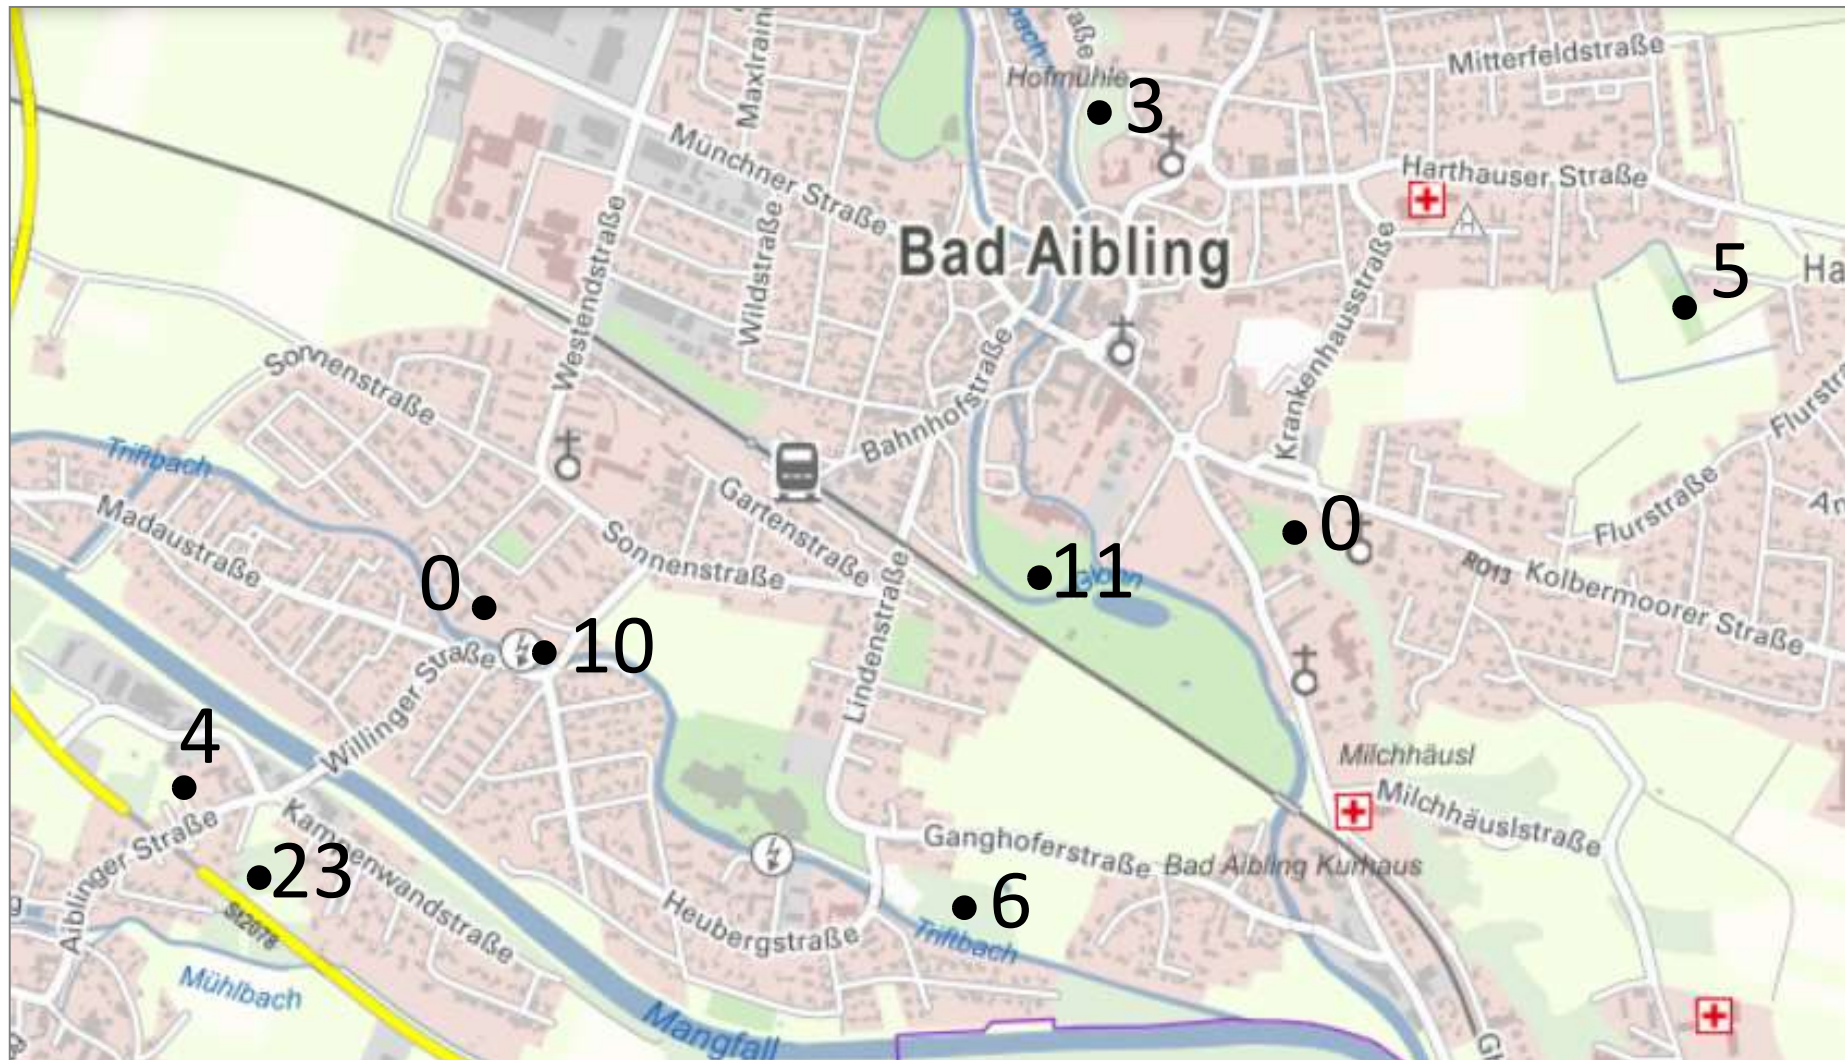 Hofmühle
Mitterfeldstraße
3
Münchner Straße
Harthauser Straße
Westendstraße
Wildstraße
Bad Aibling
Krankenhausstraße
5
Sonnenstraße
Bahnhofstraße
Triftbach
Gartenstraße
Flurstraße
Madaustraße
Sonnenstraße
0
RO13
Kolbermoorer Straße
11
0
Lindenstraße
10
Willinger Straße
4
Milchhäusl
Milchhäuslstraße
Kampenwandstraße
Aiblinger Straße
Ganghoferstraße
Bad Aibling Kurhaus
23
St2078
6
Heubergstraße
Triftbach
Mühlbach
Mangfall